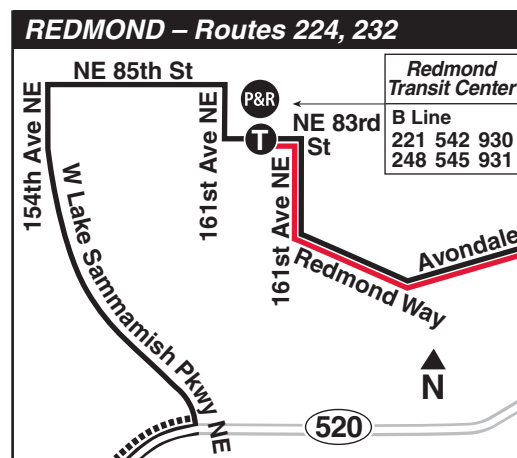 REDMOND – Routes 224, 232
NE 85th St
P&R
Redmond
Transit Center
B Line
221 542 930
248 545 931
T
NE 83rd
St
154th Ave NE
161st Ave NE
161st Ave NE
W Lake Sammamish Pkwy NE
Redmond Way
Avondale
N
520